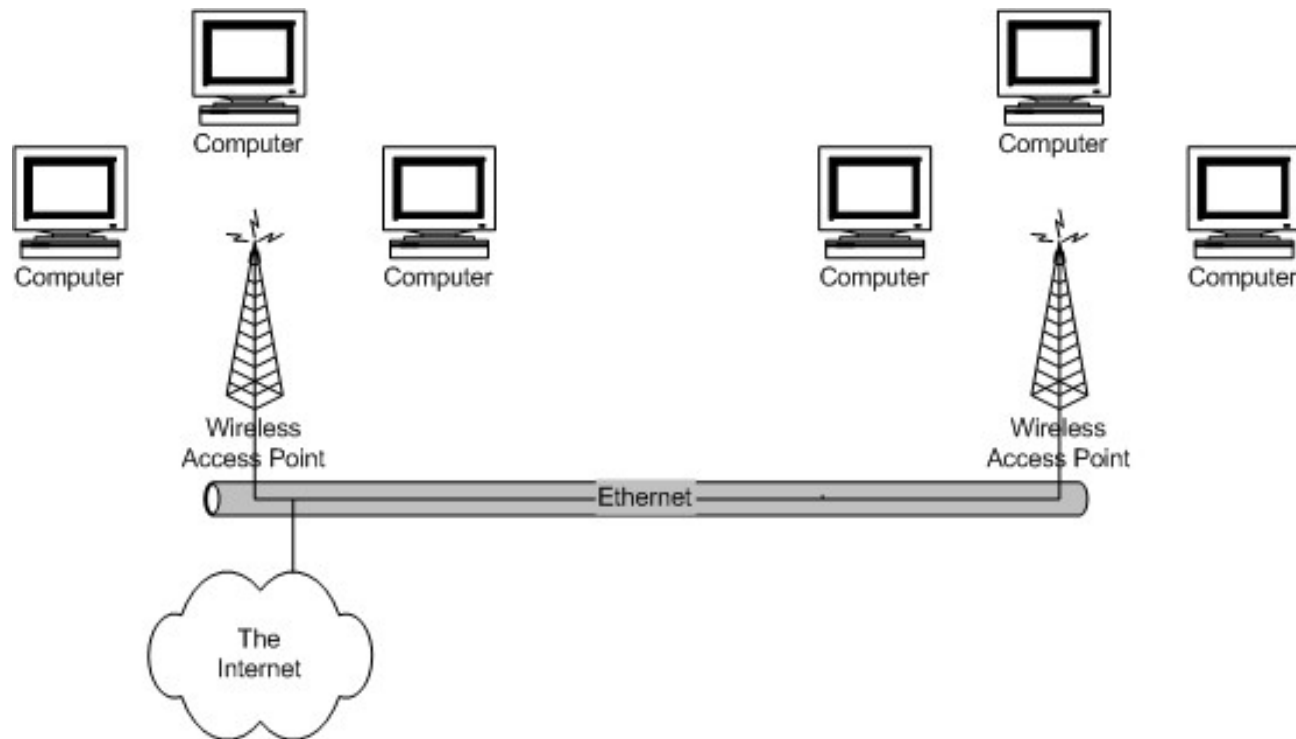 Computer
Computer
Computer
Computer
Computer
Computer
Wireless
Access Point
Wireless
Access Point
Ethernet
The
Internet